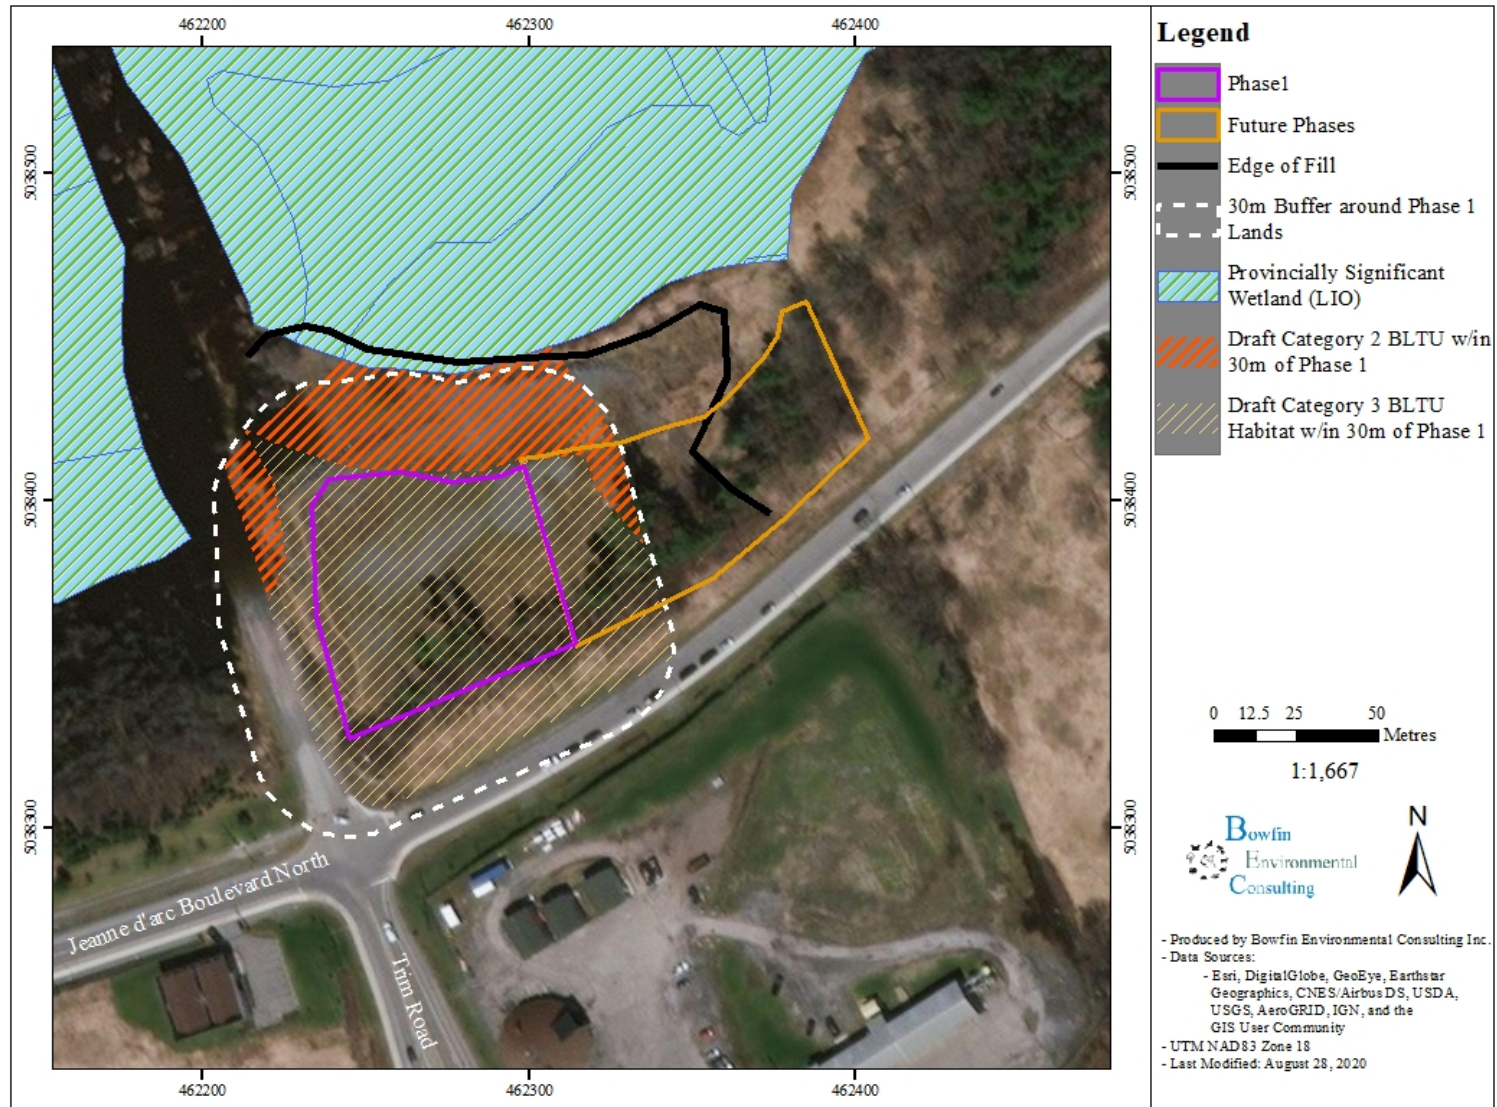 462200
462300
462400
5038500
5038400
5038300
5038500
5038400
5038300
Jeanne d'arc Boulevard North
Trim Road
462200
462300
462400
Legend
Phase1
Future Phases
Edge of Fill
30m Buffer around Phase 1
Lands
Provincially Significant
Wetland (LIO)
Draft Category 2 BLTU w/in
30m of Phase 1
Draft Category 3 BLTU
Habitat w/in 30m of Phase 1
0 12.5 25 50
Metres
1:1,667
Bowfin
Environmental
Consulting
N
- Produced by Bowfin Environmental Consulting Inc.
- Data Sources:
- Esri, DigitalGlobe, GeoEye, Earthstar
Geographics, CNES/Airbus DS, USDA,
USGS, AeroGRID, IGN, and the
GIS User Community
- UTM NAD83 Zone 18
- Last Modified: August 28, 2020